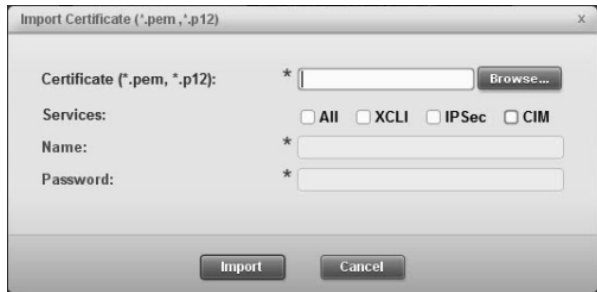 Import Certificate (*.pem ,*.p12) x
Certificate (*.pem, *.p12): * Browse...
Services: All XCLI IPSec CIM
Name: *
Password: *
Import Cancel